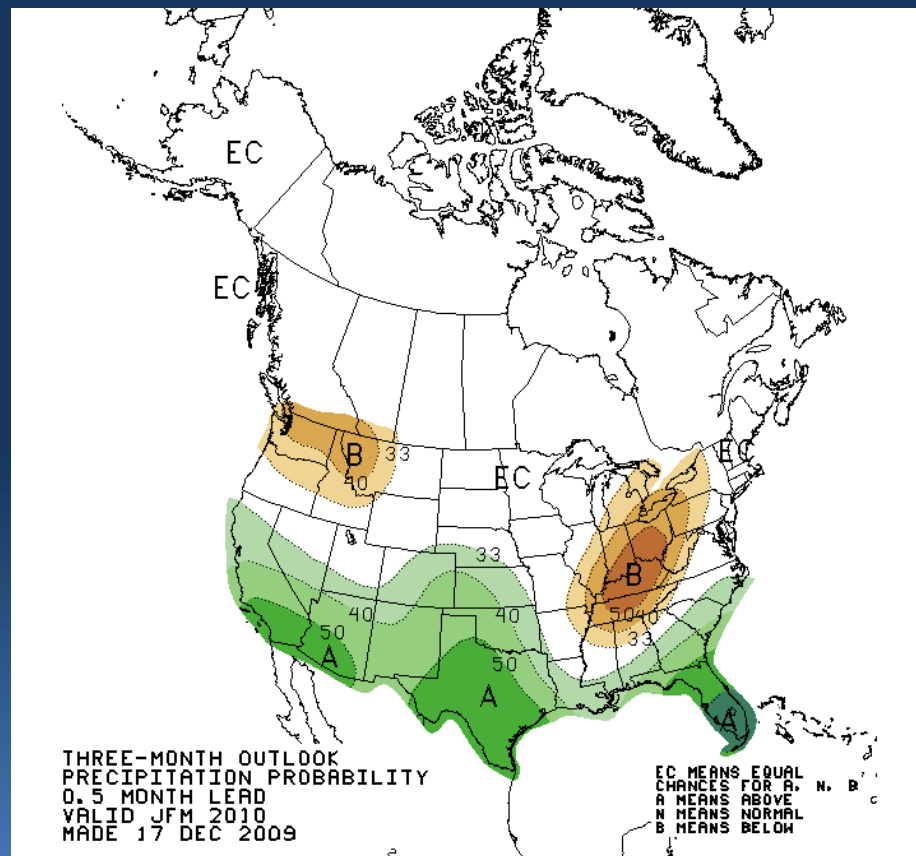 EC
EC
B
33
40
EC
EC
33
B
40
40
5040
50
33
A
50
A
A
THREE-MONTH OUTLOOK
PRECIPITATION PROBABILITY
0.5 MONTH LEAD
VALID JFM 2010
MADE 17 DEC 2009
EC MEANS EQUAL
CHANCES FOR A, N, B
A MEANS ABOVE
N MEANS NORMAL
B MEANS BELOW